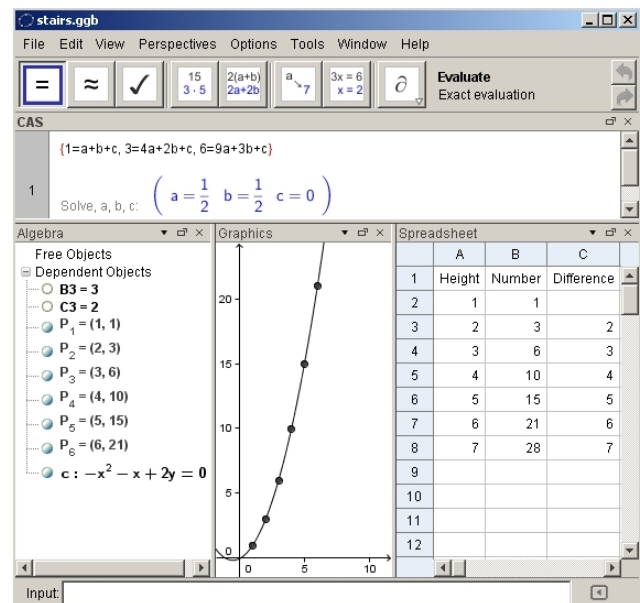 stairs.ggb
File Edit View Perspectives Options Tools Window Help
= ≈ ✓ 15 3·5 2(a+b) 2a+2b a 7 3x = 6 x = 2 ∂ Evaluate
Exact evaluation
CAS
{1=a+b+c, 3=4a+2b+c, 6=9a+3b+c}
1
Solve, a, b, c: ( a = 1/2 b = 1/2 c = 0 )
Algebra
Free Objects
Dependent Objects
B3 = 3
C3 = 2
P₁ = (1, 1)
P₂ = (2, 3)
P₃ = (3, 6)
P₄ = (4, 10)
P₅ = (5, 15)
P₆ = (6, 21)
c : −x² − x + 2y = 0
Graphics
20
15
10
5
0
0 5 10
Spreadsheet
A B C
1 Height Number Difference
2 1 1
3 2 3 2
4 3 6 3
5 4 10 4
6 5 15 5
7 6 21 6
8 7 28 7
9
10
11
12
Input: